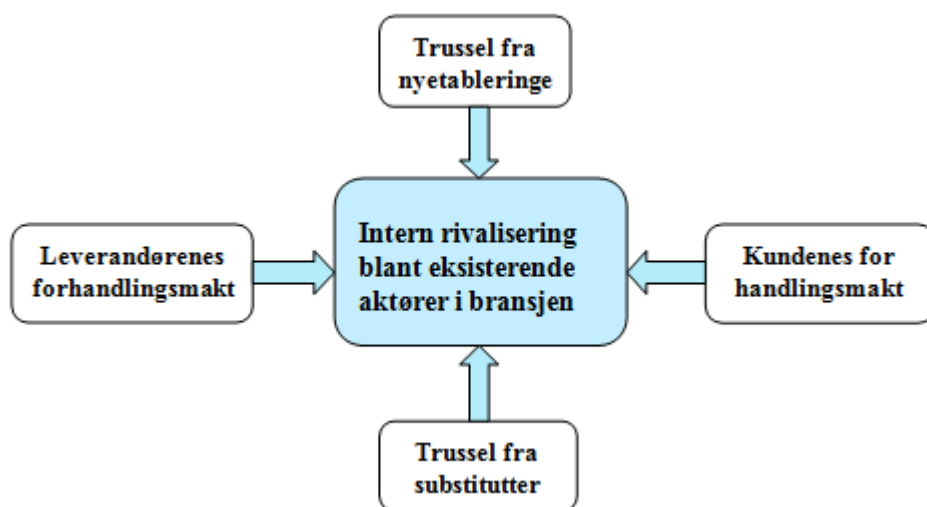 Trussel fra
nyetableringe
Intern rivalisering
blant eksisterende
aktører i bransjen
Leverandørenes
forhandlingsmakt
Kundenes for
handlingsmakt
Trussel fra
substitutter